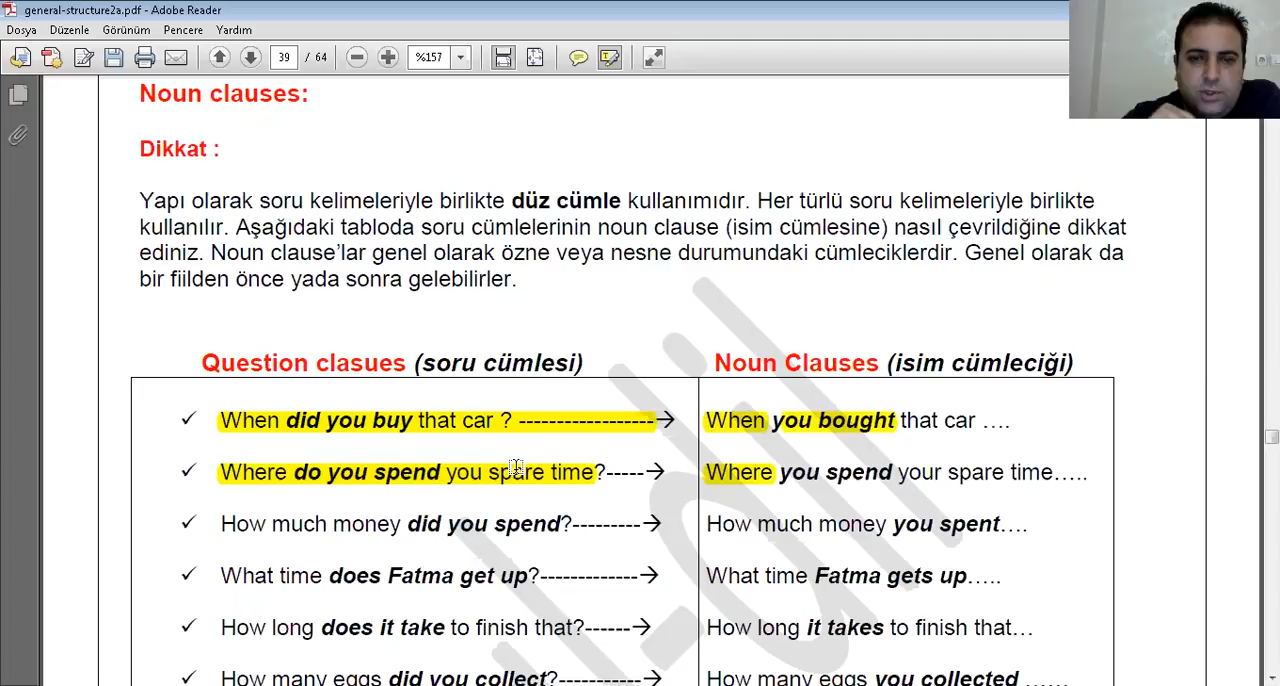 general-structure2a.pdf - Adobe Reader
Dosya Düzenle Görünüm Pencere Yardım
39 / 64 %157
Noun clauses:
Dikkat :
Yapı olarak soru kelimeleriyle birlikte düz cümle kullanımıdır. Her türlü soru kelimeleriyle birlikte
kullanılır. Aşağıdaki tabloda soru cümlelerinin noun clause (isim cümlesine) nasıl çevrildiğine dikkat
ediniz. Noun clause’lar genel olarak özne veya nesne durumundaki cümleciklerdir. Genel olarak da
bir fiilden önce yada sonra gelebilirler.
Question clasues (soru cümlesi) Noun Clauses (isim cümleciği)
✓ When did you buy that car ? ------------------→ When you bought that car ….
✓ Where do you spend you spare time?-----→ Where you spend your spare time…..
✓ How much money did you spend?---------→ How much money you spent….
✓ What time does Fatma get up?-------------→ What time Fatma gets up…..
✓ How long does it take to finish that?------→ How long it takes to finish that…
✓ How many eggs did you collect?-----------→ How many eggs you collected ……